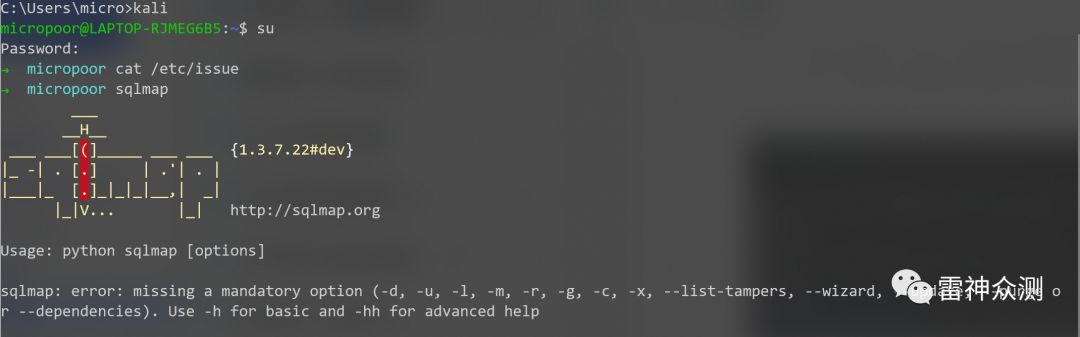 C:\Users\micro>kali
micropoor@LAPTOP-RJMEG6B5:~$ su
Password:
→ micropoor cat /etc/issue
→ micropoor sqlmap
        ___
       __H__
 ___ ___[(]_____ ___ ___  {1.3.7.22#dev}
|_ -| . [.]     | .'| . |
|___|_  [.]_|_|_|__,|  _|
      |_|V...       |_|   http://sqlmap.org
Usage: python sqlmap [options]
sqlmap: error: missing a mandatory option (-d, -u, -l, -m, -r, -g, -c, -x, --list-tampers, --wizard, o
r --dependencies). Use -h for basic and -hh for advanced help
雷神众测